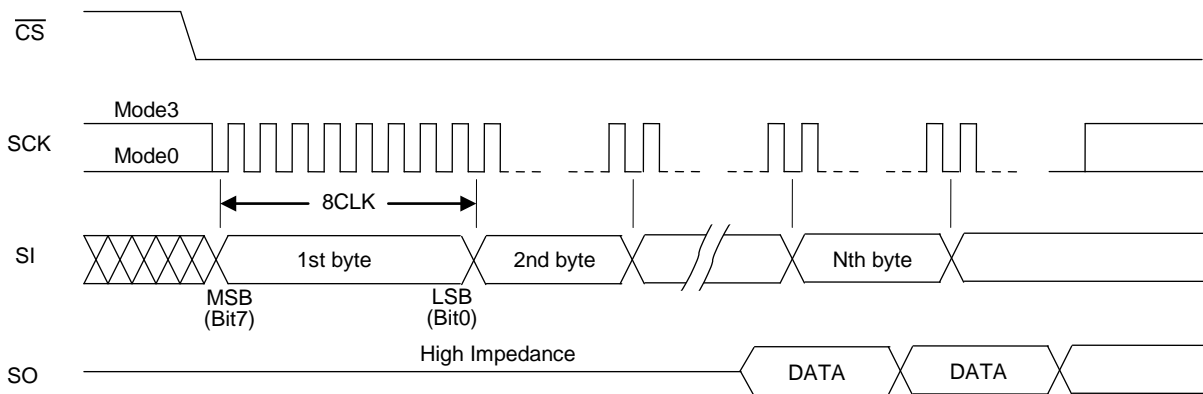 CS
Mode3
SCK
Mode0
8CLK
SI
1st byte
2nd byte
Nth byte
MSB
(Bit7)
LSB
(Bit0)
High Impedance
SO
DATA
DATA